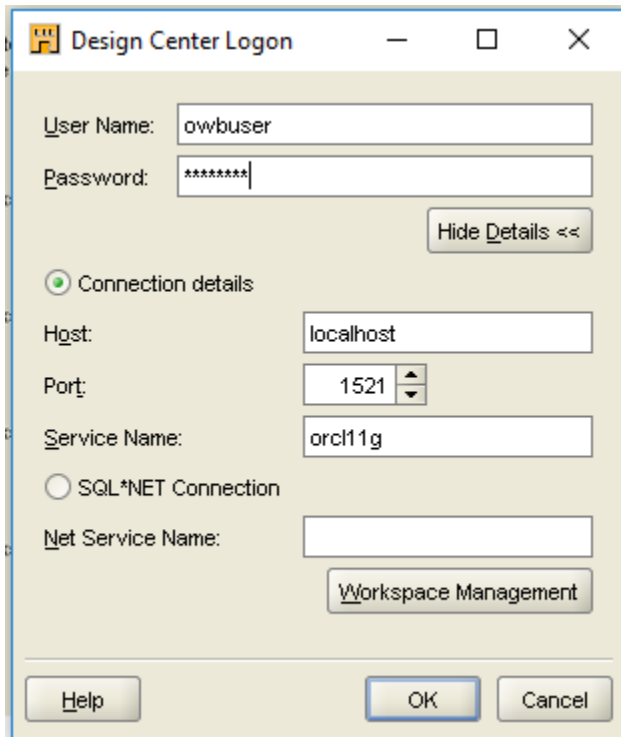 Design Center Logon
User Name: owbuser
Password: ********
Hide Details <<
Connection details
Host: localhost
Port: 1521
Service Name: orcl11g
SQL*NET Connection
Net Service Name:
Workspace Management
Help OK Cancel